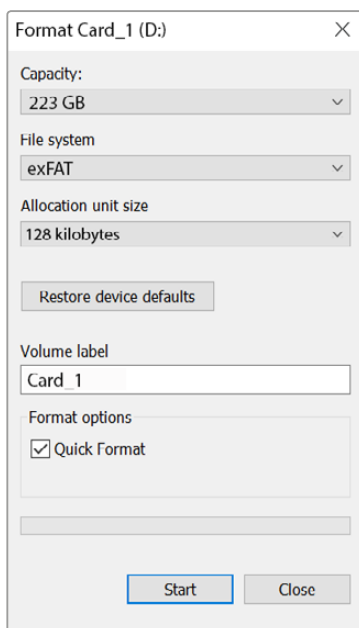 Format Card_1 (D:)
Capacity:
223 GB
File system
exFAT
Allocation unit size
128 kilobytes
Restore device defaults
Volume label
Card_1
Format options
Quick Format
Start Close